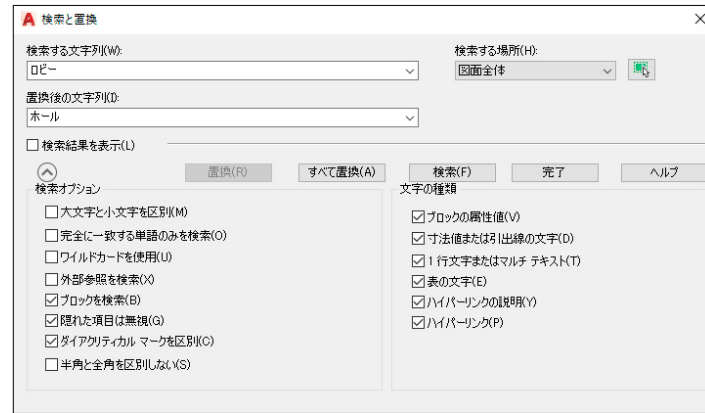 検索と置換
検索する文字列(W):
検索する場所(H):
ロビー
図面全体
置換後の文字列(I):
ホール
検索結果を表示(L)
置換(R)
すべて置換(A)
検索(F)
完了
ヘルプ
検索オプション
大文字と小文字を区別(M)
完全に一致する単語のみを検索(O)
ワイルドカードを使用(U)
外部参照を検索(X)
ブロックを検索(B)
隠れた項目は無視(G)
ダイアクリティカル マークを区別(C)
半角と全角を区別しない(S)
文字の種類
ブロックの属性値(V)
寸法値または引出線の文字(D)
1 行文字またはマルチ テキスト(T)
表の文字(E)
ハイパーリンクの説明(Y)
ハイパーリンク(P)